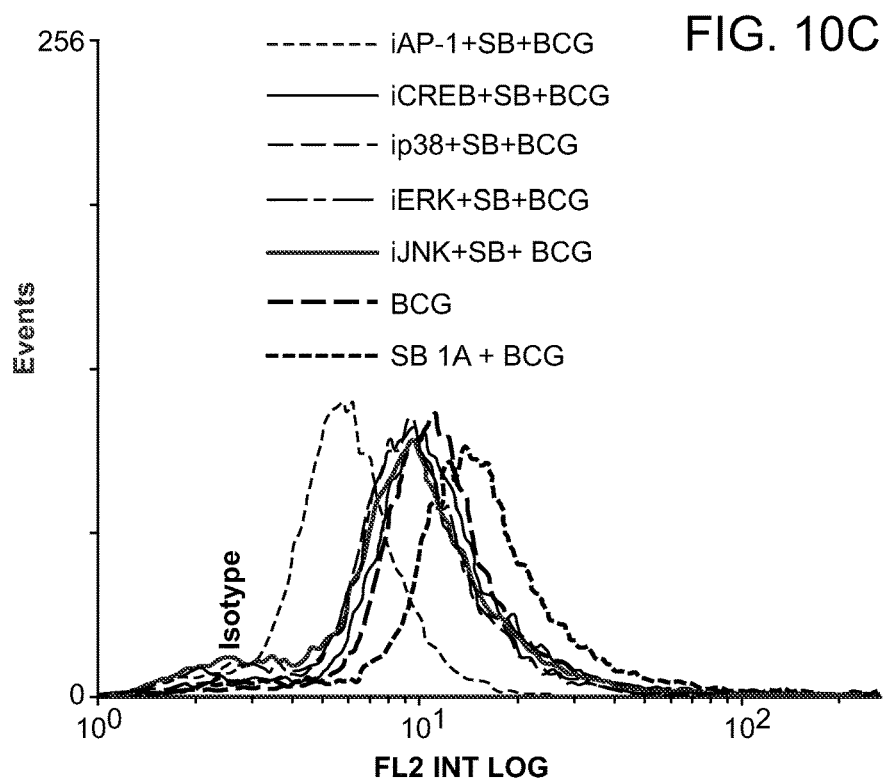 FIG. 10C
256
iAP-1+SB+BCG
iCREB+SB+BCG
ip38+SB+BCG
iERK+SB+BCG
iJNK+SB+ BCG
BCG
SB 1A + BCG
Events
Isotype
0
10^0
10^1
10^2
FL2 INT LOG